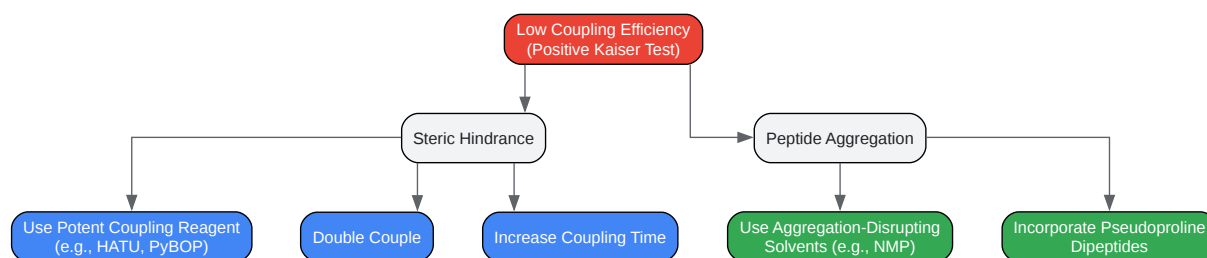 Low Coupling Efficiency
(Positive Kaiser Test)
Steric Hindrance
Peptide Aggregation
Use Potent Coupling Reagent
(e.g., HATU, PyBOP)
Double Couple
Increase Coupling Time
Use Aggregation-Disrupting
Solvents (e.g., NMP)
Incorporate Pseudoproline
Dipeptides